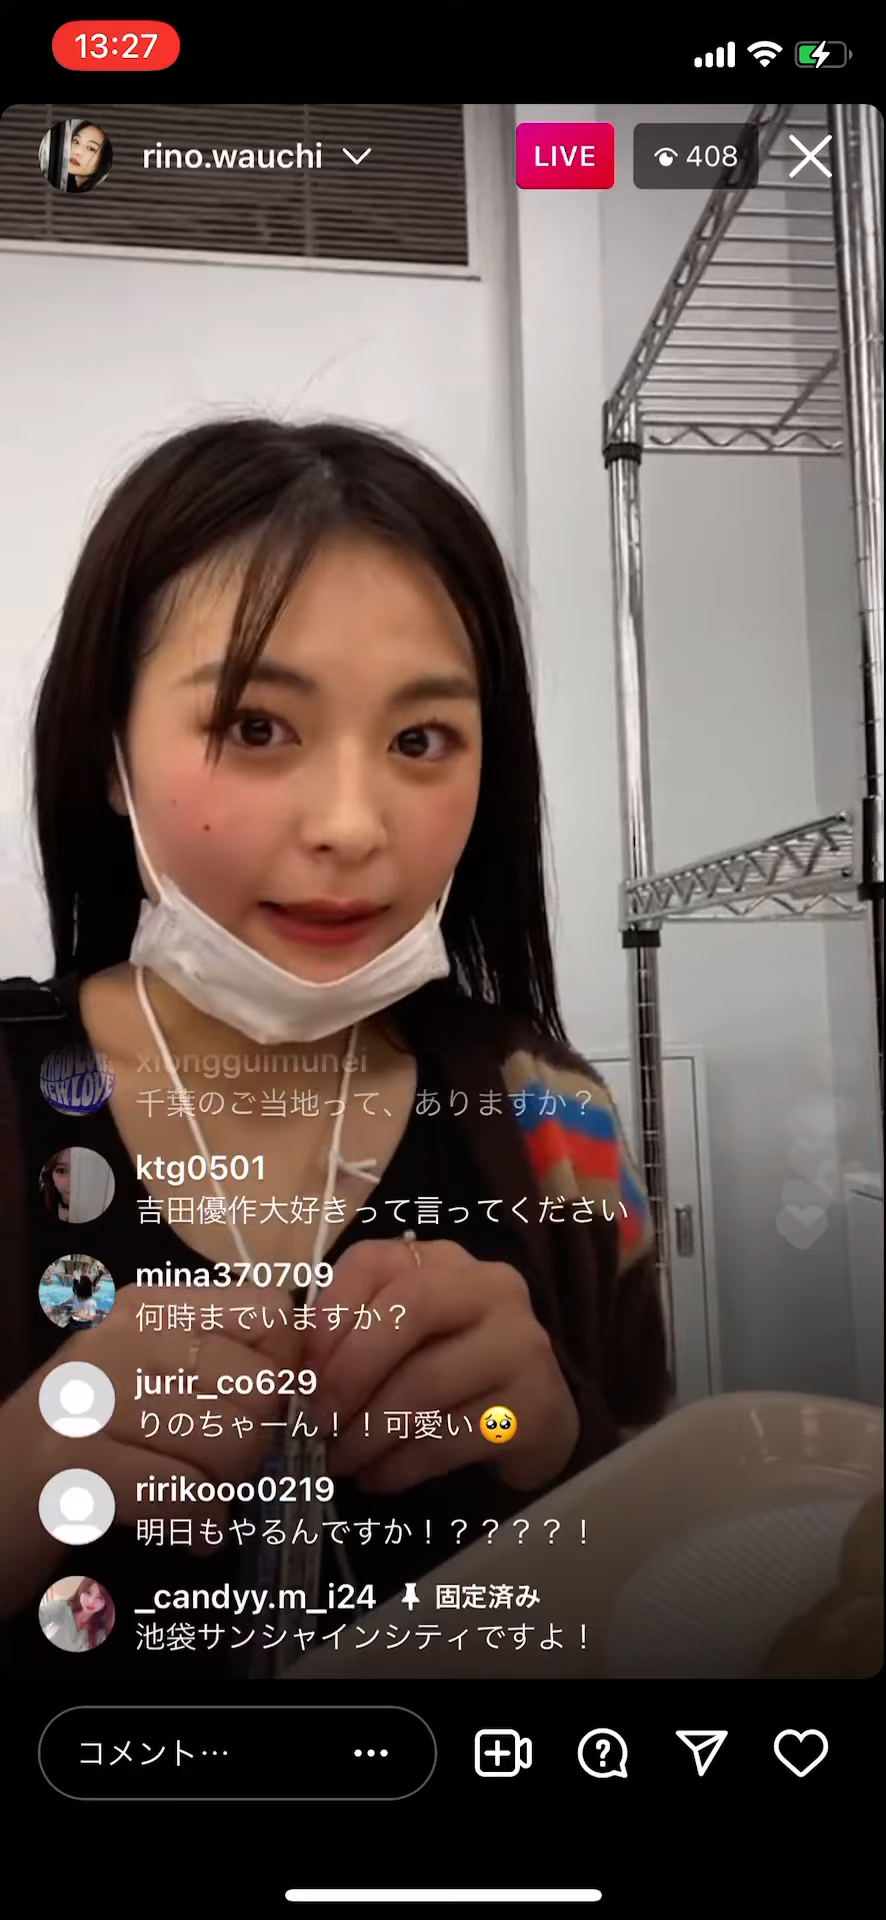 13:27
rino.wauchi
LIVE
408
xiongguimunei
千葉のご当地って、ありますか？
ktg0501
吉田優作大好きって言ってください
mina370709
何時までいますか？
jurir_co629
りのちゃーん！！可愛い🥺
ririkooo0219
明日もやるんですか！？？？？！
_candyy.m_i24 固定済み
池袋サンシャインシティですよ！
コメント…